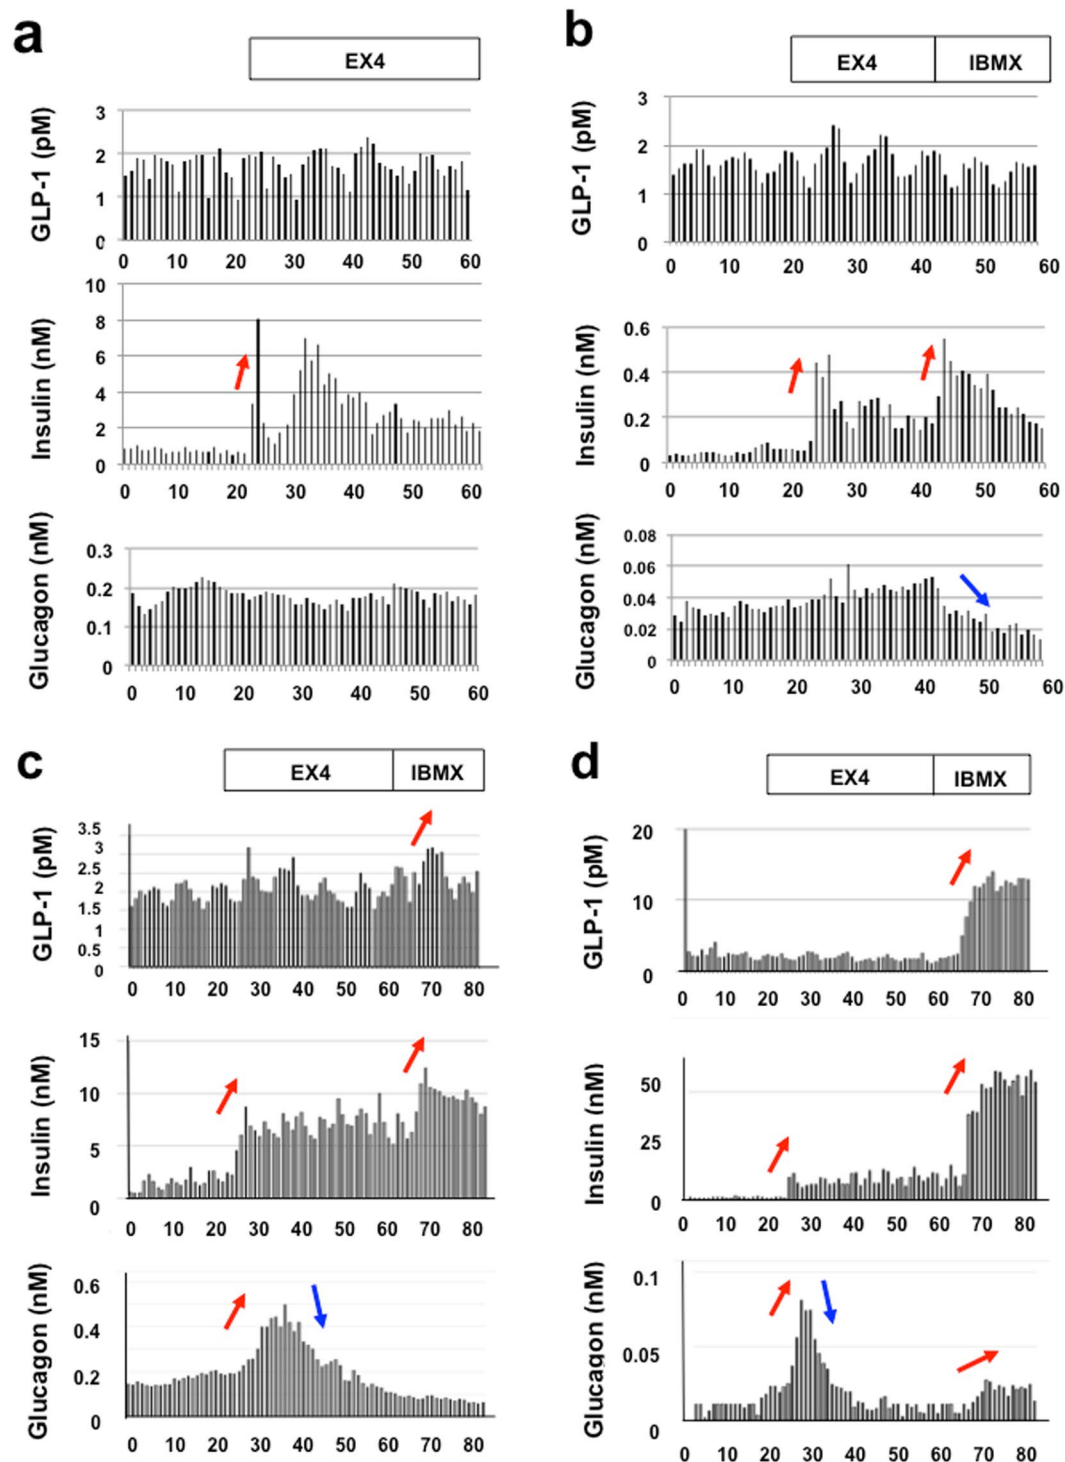 a
EX4
GLP-1 (pM)
3
2
1
0
0 10 20 30 40 50 60
Insulin (nM)
10
8
6
4
2
0
0 10 20 30 40 50 60
Glucagon (nM)
0.3
0.2
0.1
0
0 10 20 30 40 50 60
b
EX4 IBMX
GLP-1 (pM)
3
2
1
0
0 10 20 30 40 50 60
Insulin (nM)
0.6
0.4
0.2
0
0 10 20 30 40 50 60
Glucagon (nM)
0.08
0.06
0.04
0.02
0
0 10 20 30 40 50 60
c
EX4 IBMX
GLP-1 (pM)
3.5
3
2.5
2
1.5
1
0.5
0
0 10 20 30 40 50 60 70 80
Insulin (nM)
15
10
5
0
0 10 20 30 40 50 60 70 80
Glucagon (nM)
0.6
0.4
0.2
0
0 10 20 30 40 50 60 70 80
d
EX4 IBMX
GLP-1 (pM)
20
10
0
0 10 20 30 40 50 60 70 80
Insulin (nM)
50
25
0
0 10 20 30 40 50 60 70 80
Glucagon (nM)
0.1
0.05
0
0 10 20 30 40 50 60 70 80